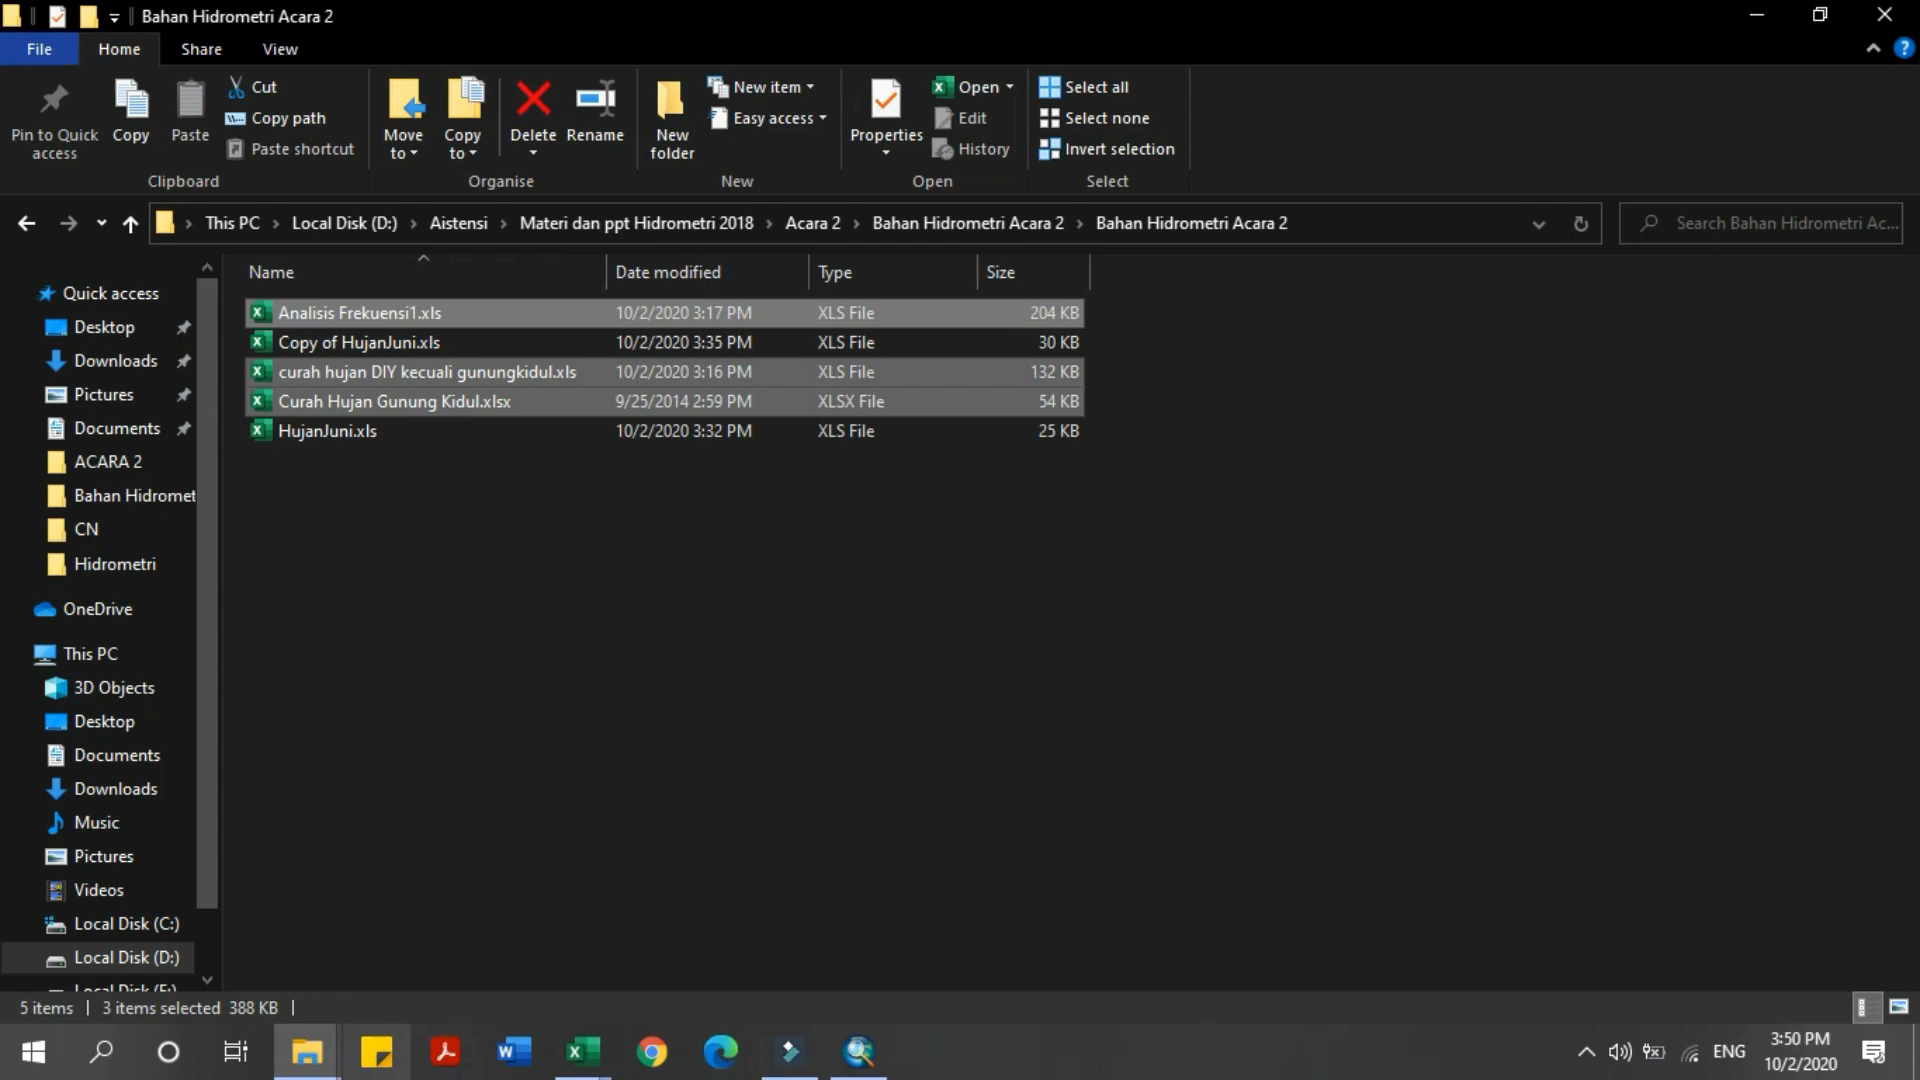 Bahan Hidrometri Acara 2
File Home Share View
Pin to Quick access
Copy
Paste
Cut
Copy path
Paste shortcut
Clipboard
Move to
Copy to
Delete
Rename
Organise
New folder
New item
Easy access
New
Properties
Open
Edit
History
Open
Select all
Select none
Invert selection
Select
This PC > Local Disk (D:) > Aistensi > Materi dan ppt Hidrometri 2018 > Acara 2 > Bahan Hidrometri Acara 2 > Bahan Hidrometri Acara 2
Search Bahan Hidrometri Ac...
Name Date modified Type Size
Analisis Frekuensi1.xls 10/2/2020 3:17 PM XLS File 204 KB
Copy of HujanJuni.xls 10/2/2020 3:35 PM XLS File 30 KB
curah hujan DIY kecuali gunungkidul.xls 10/2/2020 3:16 PM XLS File 132 KB
Curah Hujan Gunung Kidul.xlsx 9/25/2014 2:59 PM XLSX File 54 KB
HujanJuni.xls 10/2/2020 3:32 PM XLS File 25 KB
Quick access
Desktop
Downloads
Pictures
Documents
ACARA 2
Bahan Hidromet
CN
Hidrometri
OneDrive
This PC
3D Objects
Desktop
Documents
Downloads
Music
Pictures
Videos
Local Disk (C:)
Local Disk (D:)
5 items 3 items selected 388 KB
ENG
3:50 PM
10/2/2020